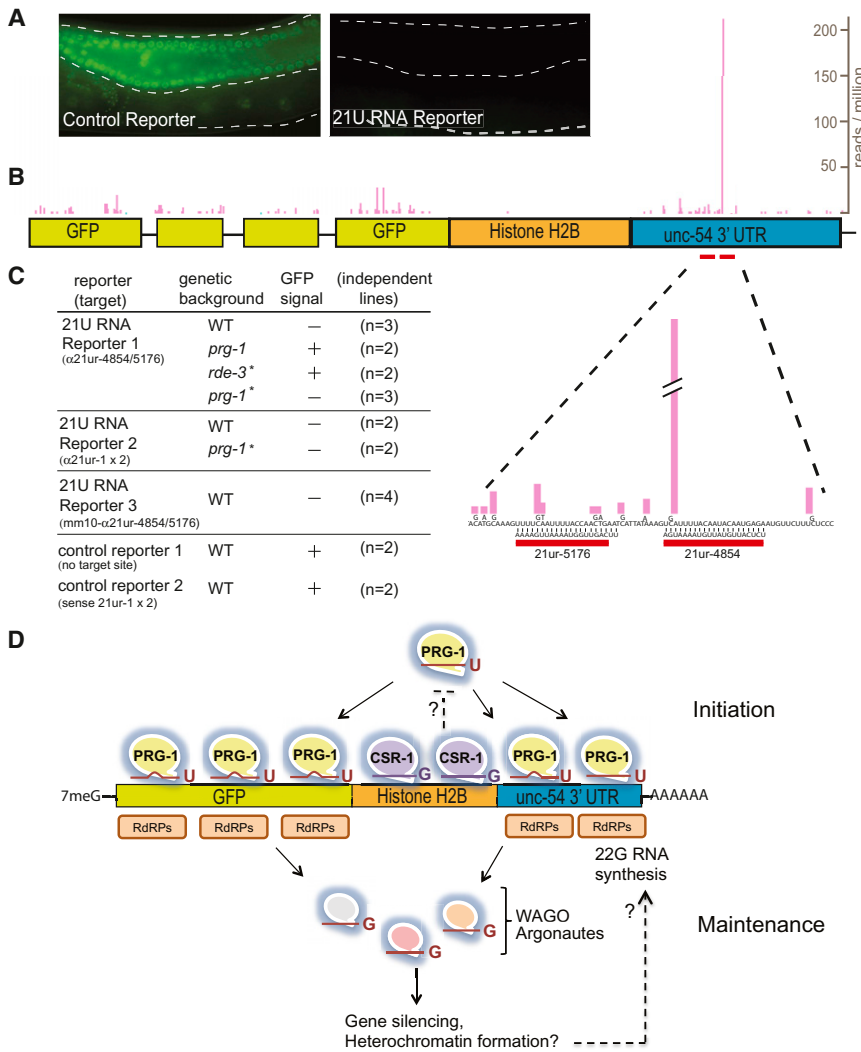 A
Control Reporter
21U RNA Reporter
200
150
100
50
reads / million
B
GFP
GFP
Histone H2B
unc-54 3' UTR
C
reporter (target)
genetic background
GFP signal
(independent lines)
21U RNA Reporter 1
(α21ur-4854/5176)
WT − (n=3)
prg-1 + (n=2)
rde-3* + (n=2)
prg-1* − (n=3)
21U RNA Reporter 2
(α21ur-1 x 2)
WT − (n=2)
prg-1* − (n=2)
21U RNA Reporter 3
(mm10-α21ur-4854/5176)
WT − (n=4)
control reporter 1
(no target site)
WT + (n=2)
control reporter 2
(sense 21ur-1 x 2)
WT + (n=2)
G A G GT GA G A G G
ACAUGCAAAGUUUUCAAUUUUACCAACUGAAUCAUUAUAAAGUCAUUUUACAAUACAAUGAGAAUGUUCUUUCUCCC
AAAAGUUAAAAUGGUUGACUU
AGUAAAAUGUUAUGUUACUCU
21ur-5176
21ur-4854
D
PRG-1
U
?
Initiation
PRG-1
U
PRG-1
U
PRG-1
U
CSR-1
G
CSR-1
G
PRG-1
U
PRG-1
U
7meG
GFP
Histone H2B
unc-54 3' UTR
AAAAAA
RdRPs
RdRPs
RdRPs
RdRPs
RdRPs
22G RNA synthesis
G
G
G
WAGO Argonautes
?
Maintenance
Gene silencing,
Heterochromatin formation?